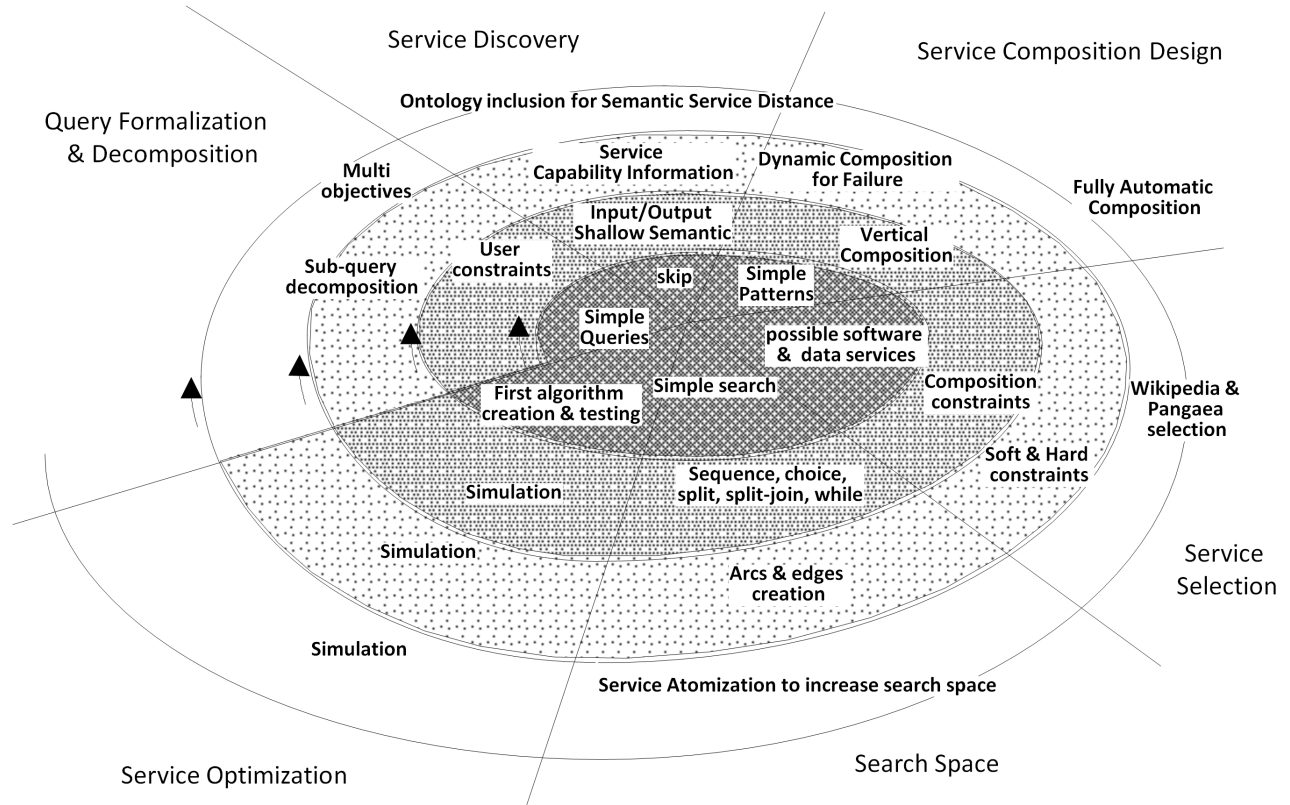 Service Discovery
Service Composition Design
Query Formalization
& Decomposition
Ontology inclusion for Semantic Service Distance
Multi
objectives
Service
Capability Information
Dynamic Composition
for Failure
Fully Automatic
Composition
Input/Output
Shallow Semantic
User
constraints
Vertical
Composition
Sub-query
decomposition
skip
Simple
Patterns
Simple
Queries
possible software
& data services
First algorithm
creation & testing
Simple search
Composition
constraints
Wikipedia &
Pangaea
selection
Soft & Hard
constraints
Sequence, choice,
split, split-join, while
Simulation
Simulation
Arcs & edges
creation
Service
Selection
Simulation
Service Atomization to increase search space
Service Optimization
Search Space